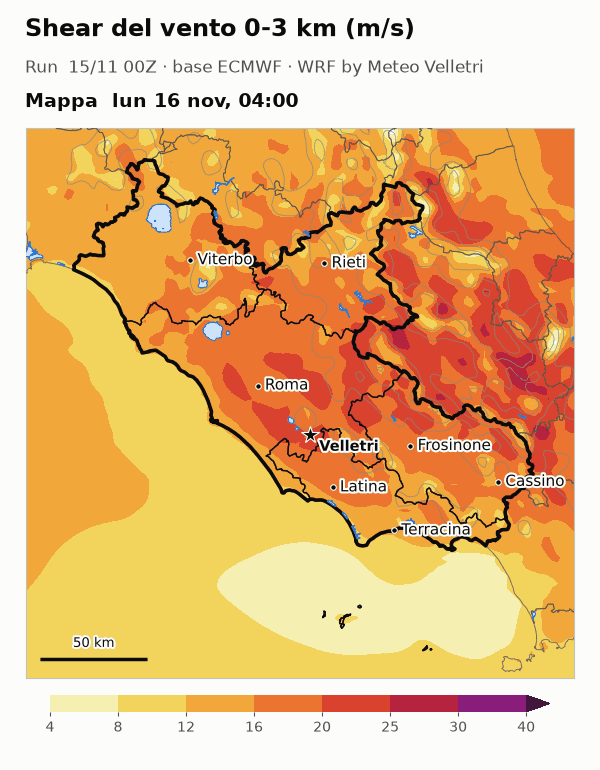 Shear del vento 0-3 km (m/s)
Run  15/11 00Z · base ECMWF · WRF by Meteo Velletri
Mappa  lun 16 nov, 04:00
Viterbo
Rieti
Roma
Velletri
Frosinone
Latina
Cassino
Terracina
50 km
4 8 12 16 20 25 30 40